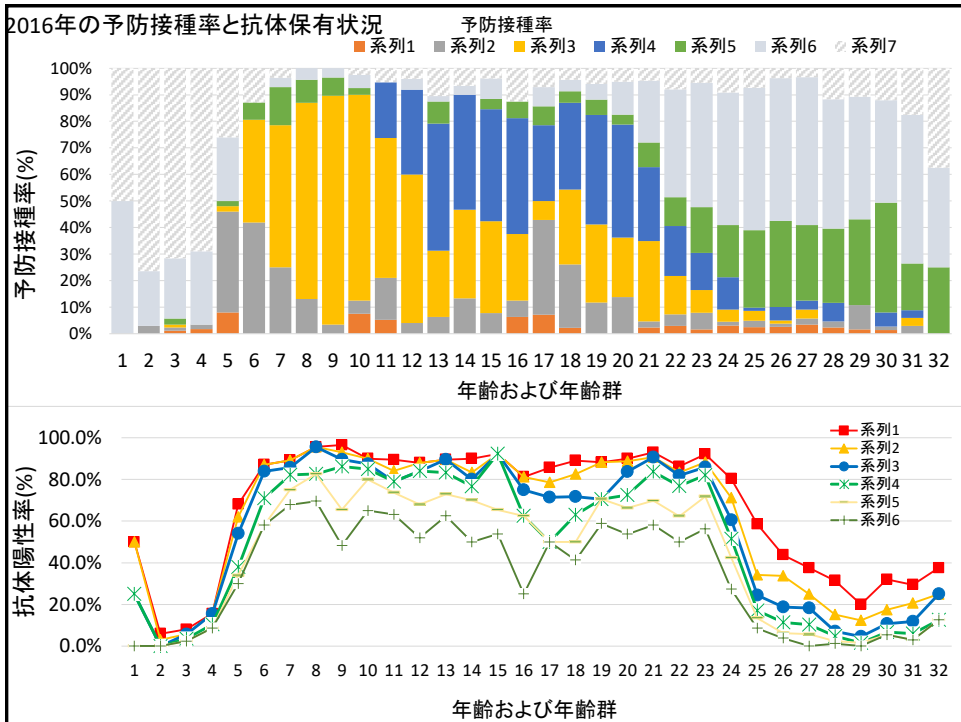 2016年の予防接種率と抗体保有状況
予防接種率
系列1 系列2 系列3 系列4 系列5 系列6 系列7
予防接種率(%)
100%
90%
80%
70%
60%
50%
40%
30%
20%
10%
0%
1 2 3 4 5 6 7 8 9 10 11 12 13 14 15 16 17 18 19 20 21 22 23 24 25 26 27 28 29 30 31 32
年齢および年齢群
抗体陽性率(%)
100.0%
80.0%
60.0%
40.0%
20.0%
0.0%
系列1
系列2
系列3
系列4
系列5
系列6
1 2 3 4 5 6 7 8 9 10 11 12 13 14 15 16 17 18 19 20 21 22 23 24 25 26 27 28 29 30 31 32
年齢および年齢群